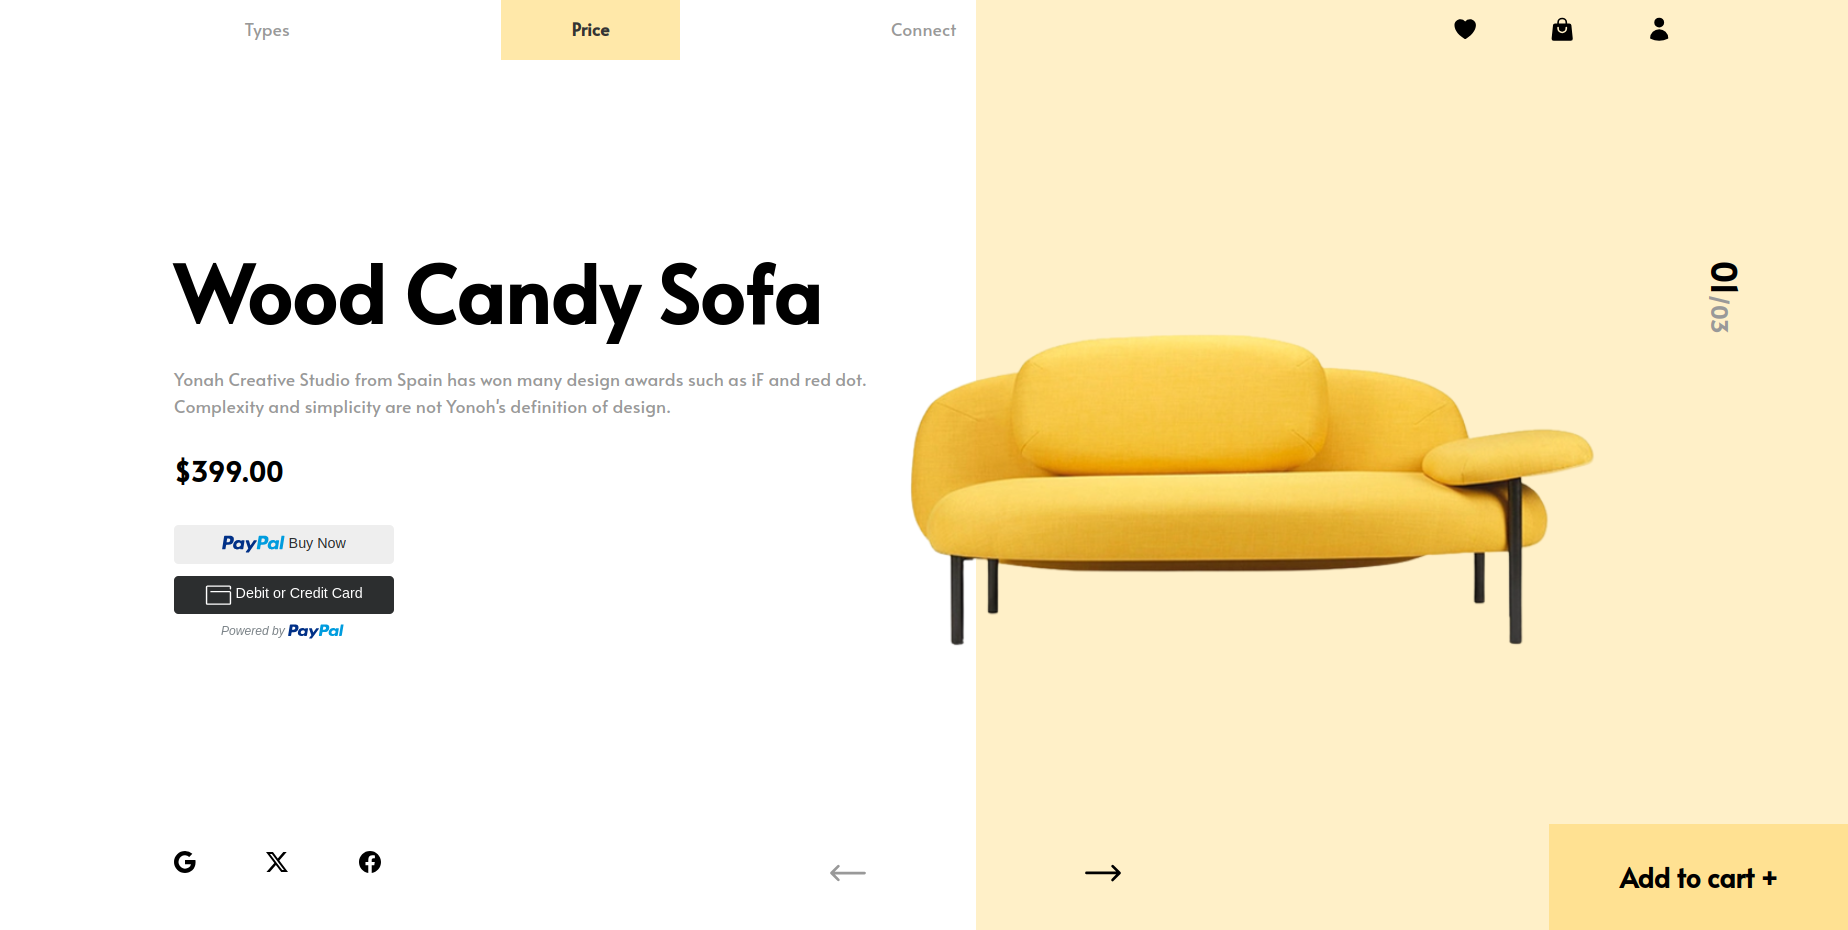 Types
Price
Connect
Wood Candy Sofa
Yonah Creative Studio from Spain has won many design awards such as iF and red dot.
Complexity and simplicity are not Yonoh's definition of design.
$399.00
PayPal Buy Now
Debit or Credit Card
Powered by PayPal
01/03
Add to cart +